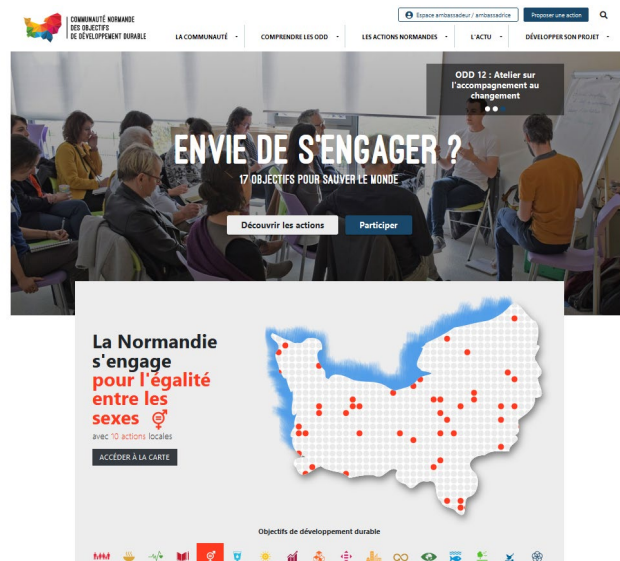 COMMUNAUTÉ NORMANDE
DES OBJECTIFS
DE DÉVELOPPEMENT DURABLE
Espace ambassadeur / ambassadrice
Proposer une action
LA COMMUNAUTÉ
COMPRENDRE LES ODD
LES ACTIONS NORMANDES
L'ACTU
DÉVELOPPER SON PROJET
ODD 12 : Atelier sur
l'accompagnement au
changement
ENVIE DE S'ENGAGER ?
17 OBJECTIFS POUR SAUVER LE MONDE
Découvrir les actions
Participer
La Normandie
s'engage
pour l'égalité
entre les
sexes
avec 10 actions locales
ACCÉDER À LA CARTE
Objectifs de développement durable